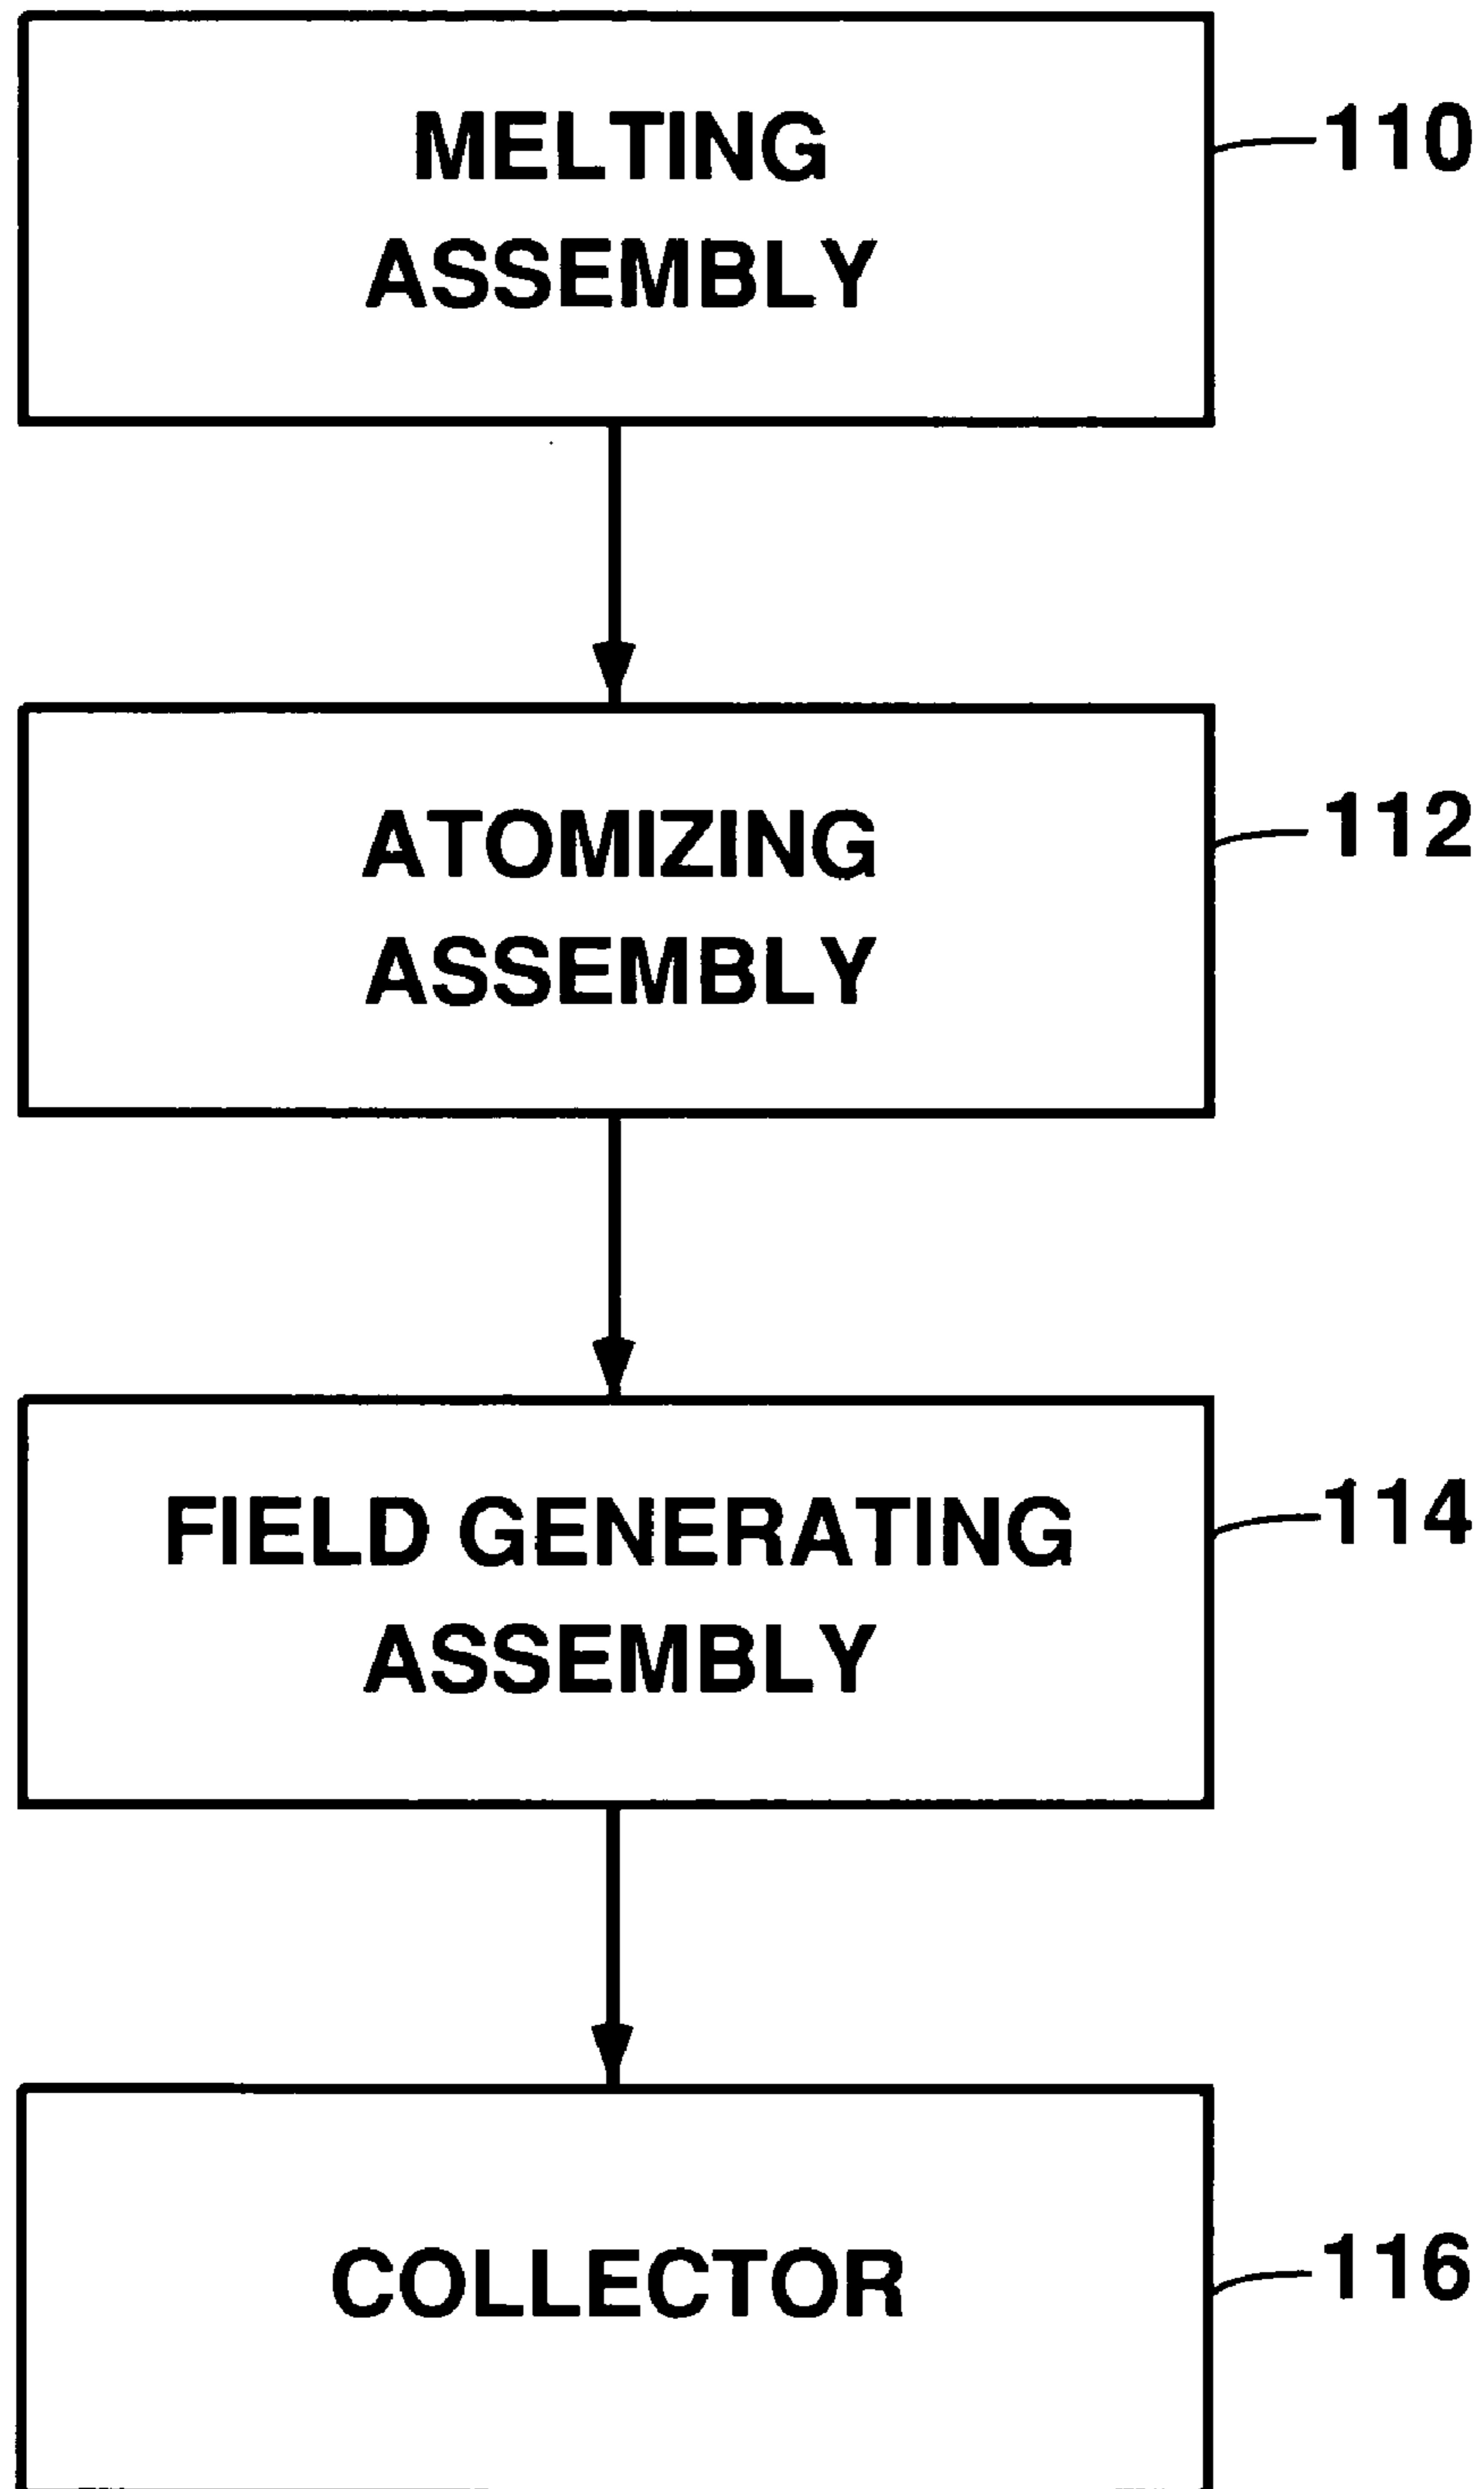 MELTING
ASSEMBLY
110
ATOMIZING
ASSEMBLY
112
FIELD GENERATING
ASSEMBLY
114
COLLECTOR
116